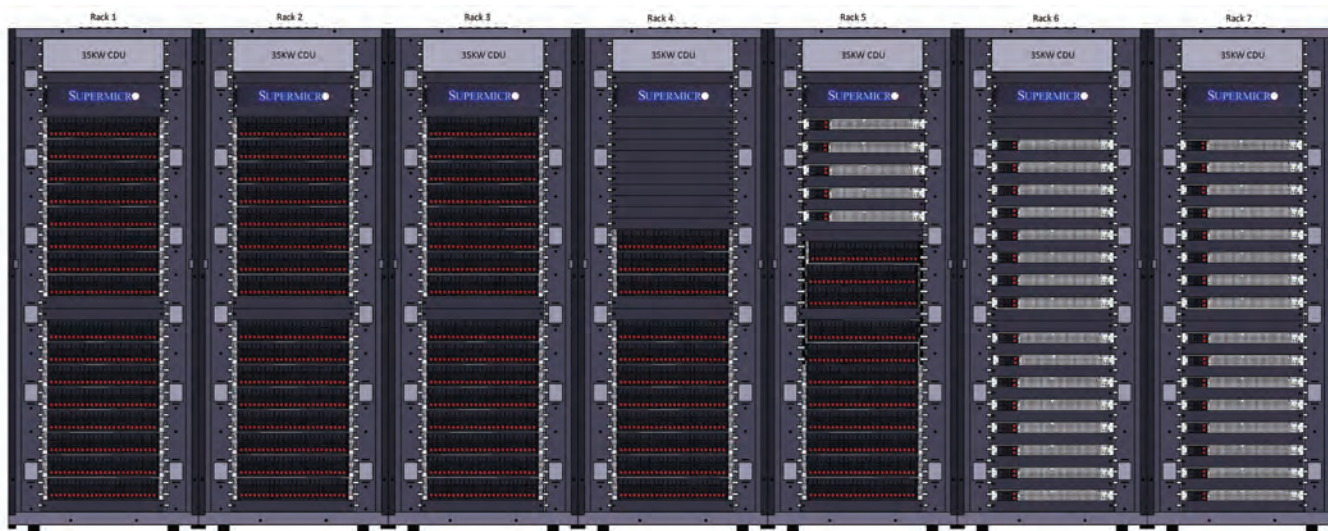 Rack 1 Rack 2 Rack 3 Rack 4 Rack 5 Rack 6 Rack 7
35KW CDU 35KW CDU 35KW CDU 35KW CDU 35KW CDU 35KW CDU 35KW CDU
SUPERMICRO SUPERMICRO SUPERMICRO SUPERMICRO SUPERMICRO SUPERMICRO SUPERMICRO